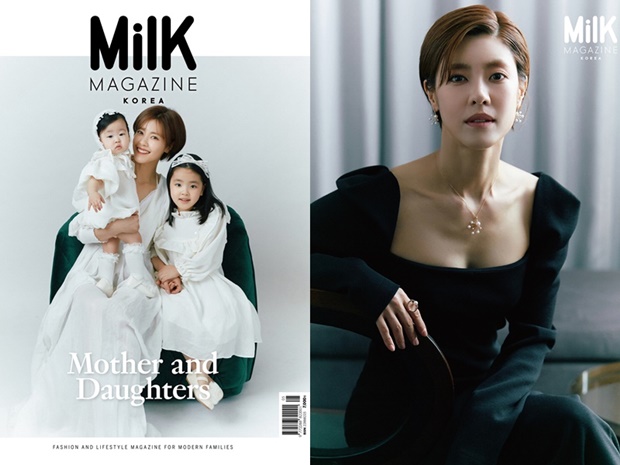 MilK
MAGAZINE
KOREA
Mother and
Daughters
FASHION AND LIFESTYLE MAGAZINE FOR MODERN FAMILIES
MilK
MAGAZINE
KOREA